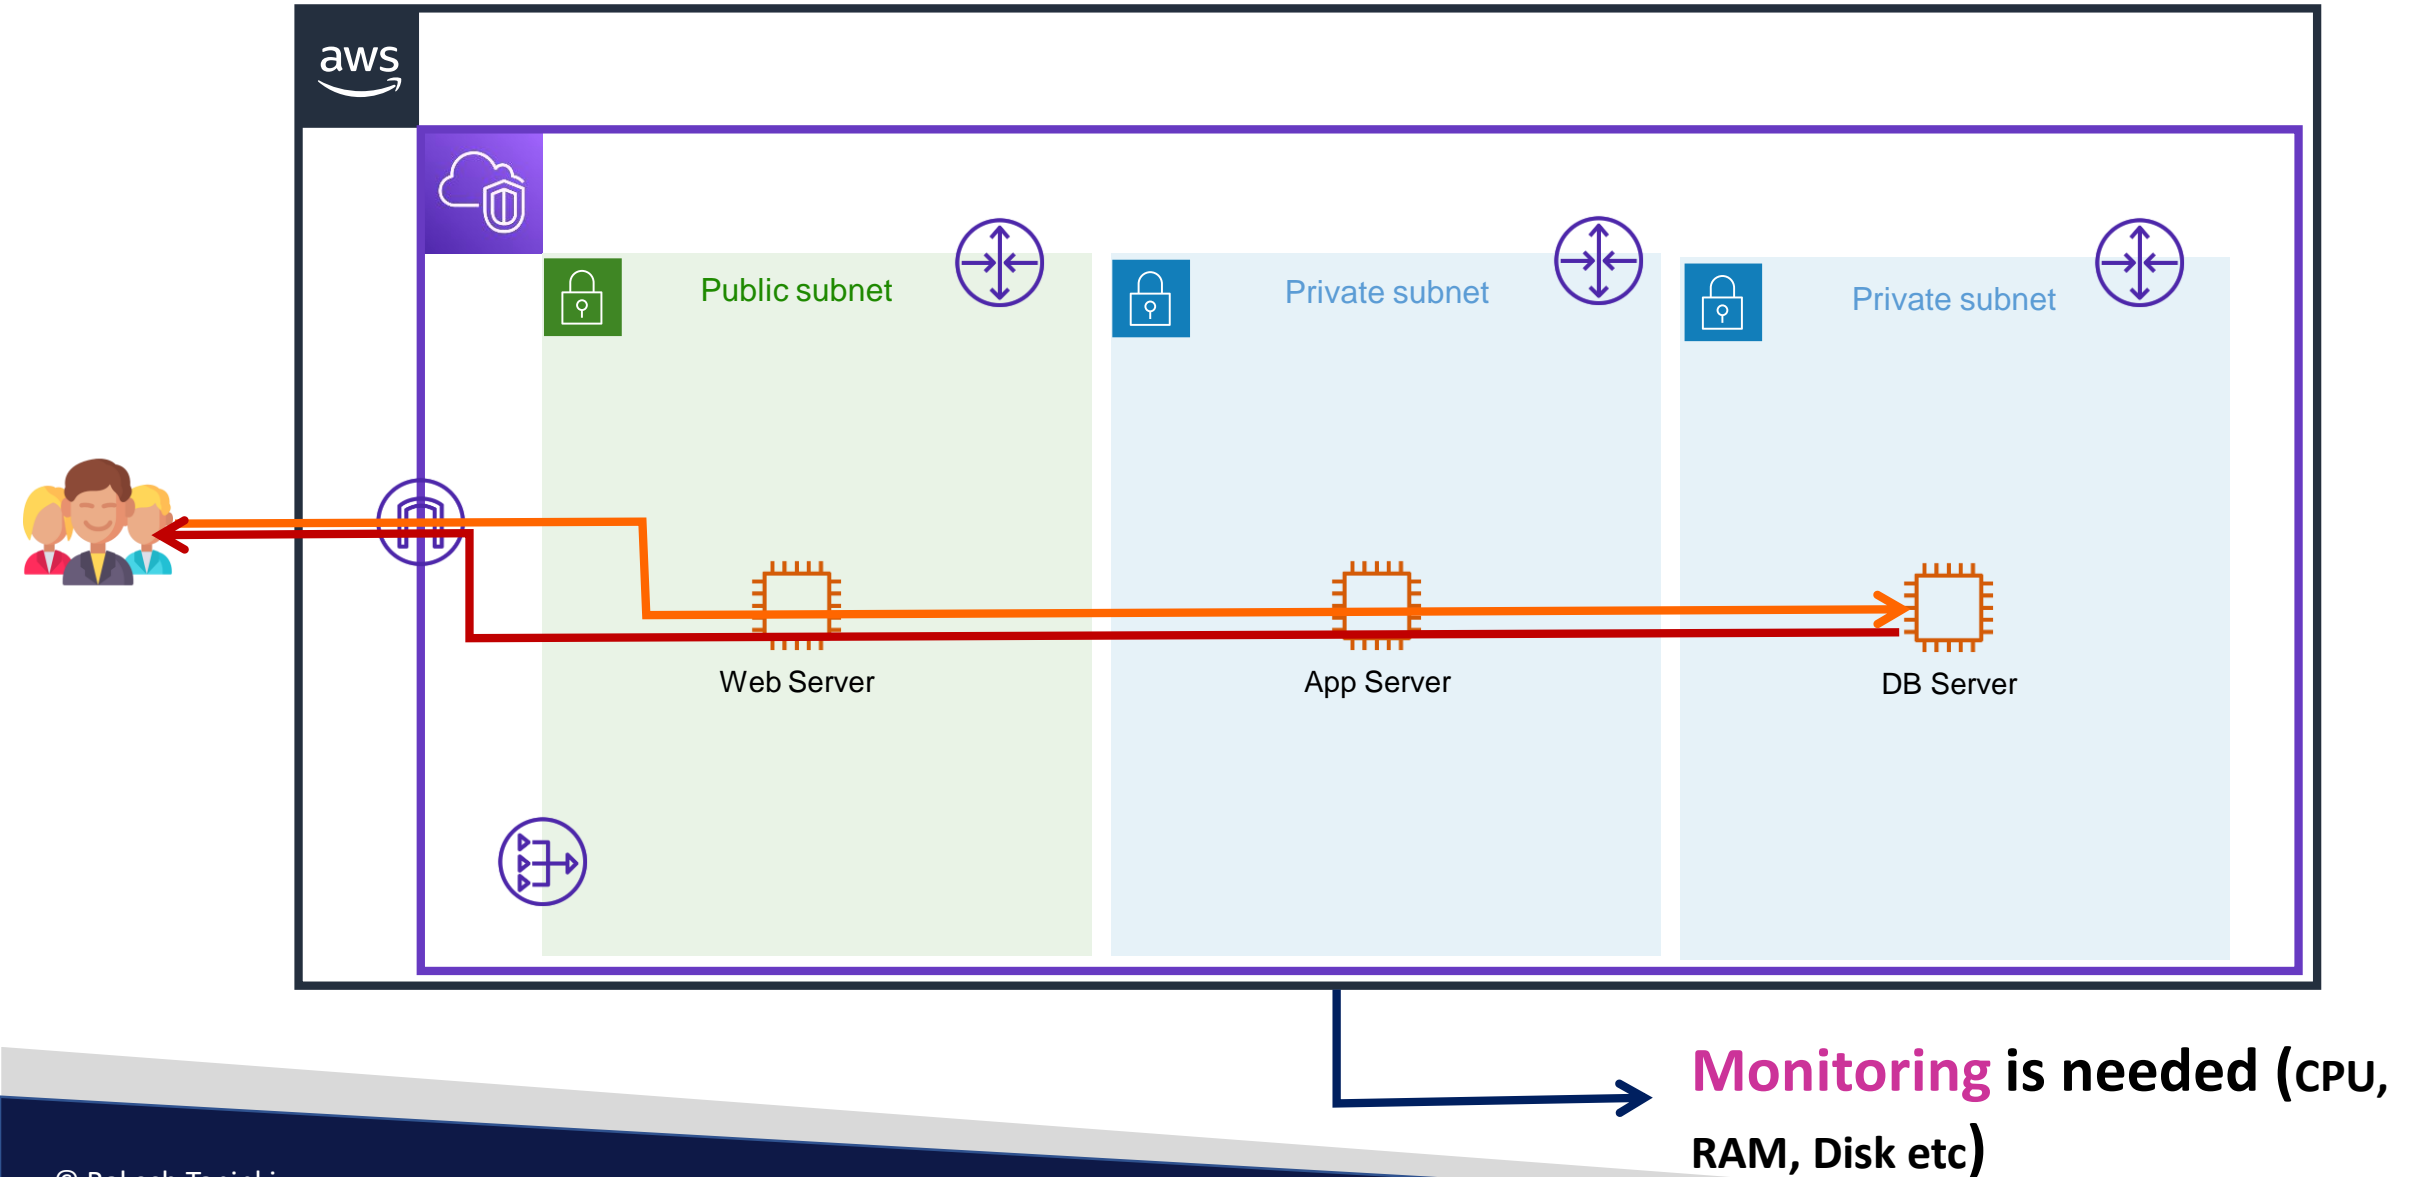 aws
Public subnet
Private subnet
Private subnet
Web Server
App Server
DB Server
Monitoring is needed (CPU,
RAM, Disk etc)